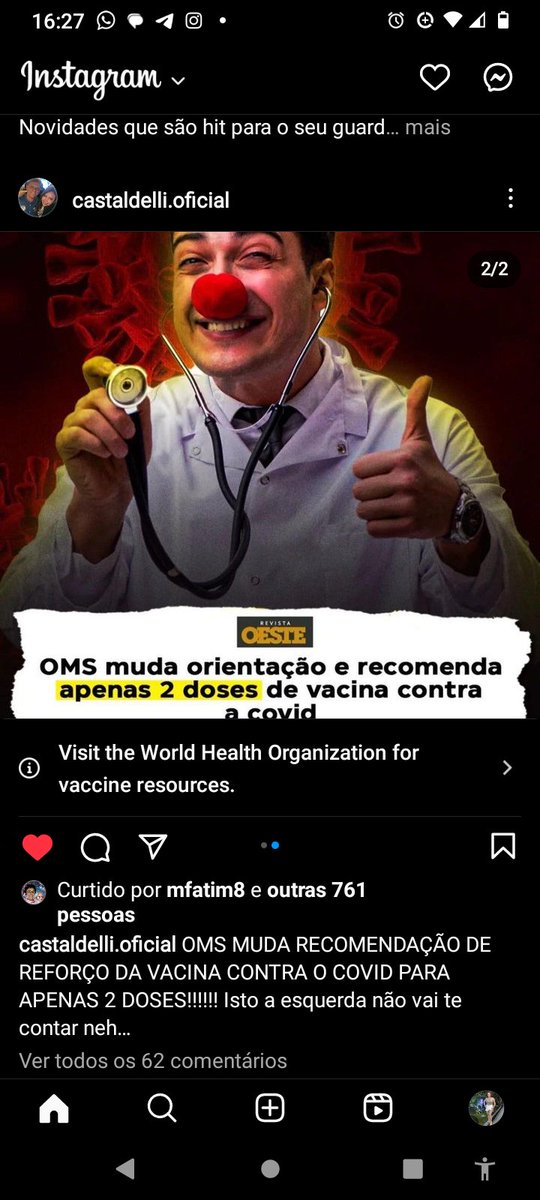 16:27
Instagram
Novidades que são hit para o seu guard... mais
castaldelli.oficial
2/2
REVISTA
OESTE
OMS muda orientação e recomenda
apenas 2 doses de vacina contra
a covid
Visit the World Health Organization for
vaccine resources.
Curtido por mfatim8 e outras 761
pessoas
castaldelli.oficial OMS MUDA RECOMENDAÇÃO DE
REFORÇO DA VACINA CONTRA O COVID PARA
APENAS 2 DOSES!!!!!! Isto a esquerda não vai te
contar neh...
Ver todos os 62 comentários